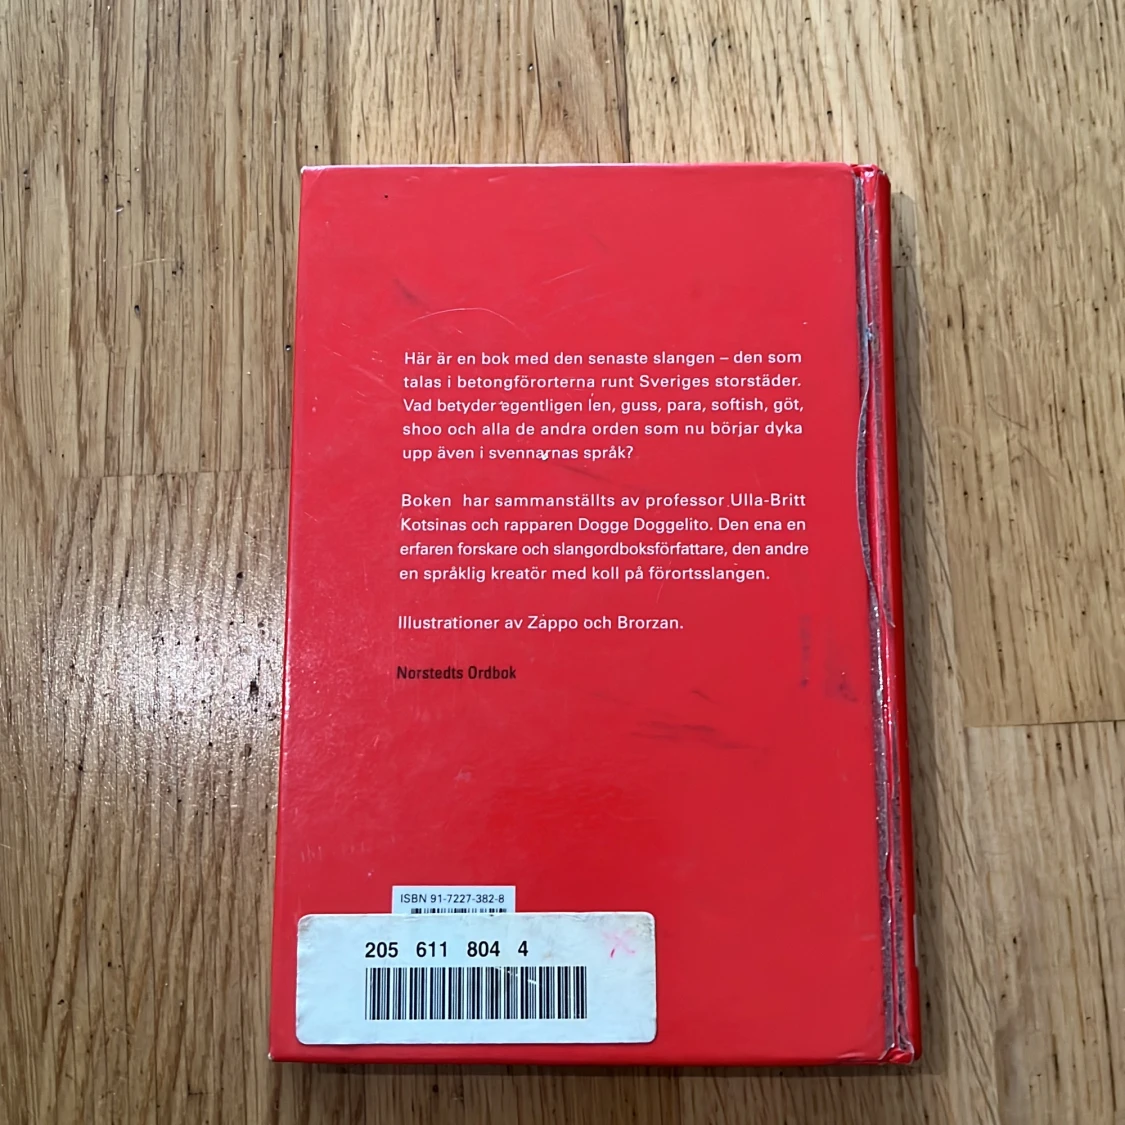 Här är en bok med den senaste slangen – den som
talas i betongförorterna runt Sveriges storstäder.
Vad betyder egentligen len, guss, para, softish, göt,
shoo och alla de andra orden som nu börjar dyka
upp även i svennarnas språk?
Boken har sammanställts av professor Ulla-Britt
Kotsinas och rapparen Dogge Doggelito. Den ena en
erfaren forskare och slangordboksförfattare, den andre
en språklig kreatör med koll på förortsslangen.
Illustrationer av Zappo och Brorzan.
Norstedts Ordbok
ISBN 91-7227-382-8
205 611 804 4